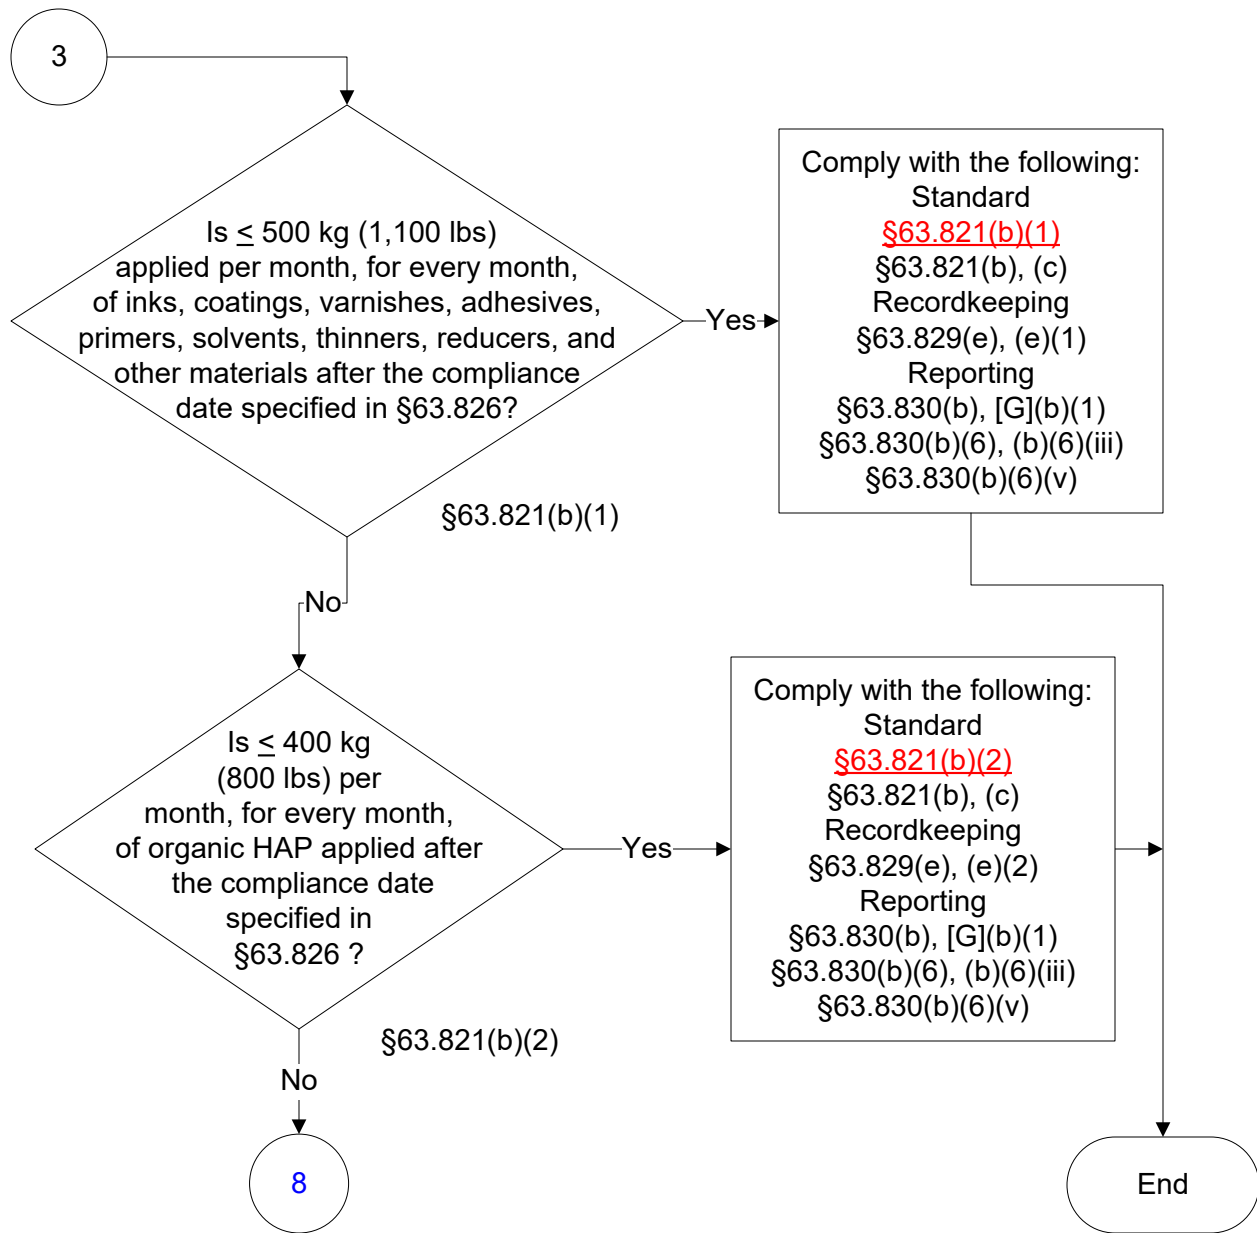 3
Is ≤ 500 kg (1,100 lbs)
applied per month, for every month,
of inks, coatings, varnishes, adhesives,
primers, solvents, thinners, reducers, and
other materials after the compliance
date specified in §63.826?
§63.821(b)(1)
Yes
Comply with the following:
Standard
§63.821(b)(1)
§63.821(b), (c)
Recordkeeping
§63.829(e), (e)(1)
Reporting
§63.830(b), [G](b)(1)
§63.830(b)(6), (b)(6)(iii)
§63.830(b)(6)(v)
No
Is ≤ 400 kg
(800 lbs) per
month, for every month,
of organic HAP applied after
the compliance date
specified in
§63.826 ?
§63.821(b)(2)
Yes
Comply with the following:
Standard
§63.821(b)(2)
§63.821(b), (c)
Recordkeeping
§63.829(e), (e)(2)
Reporting
§63.830(b), [G](b)(1)
§63.830(b)(6), (b)(6)(iii)
§63.830(b)(6)(v)
No
8
End